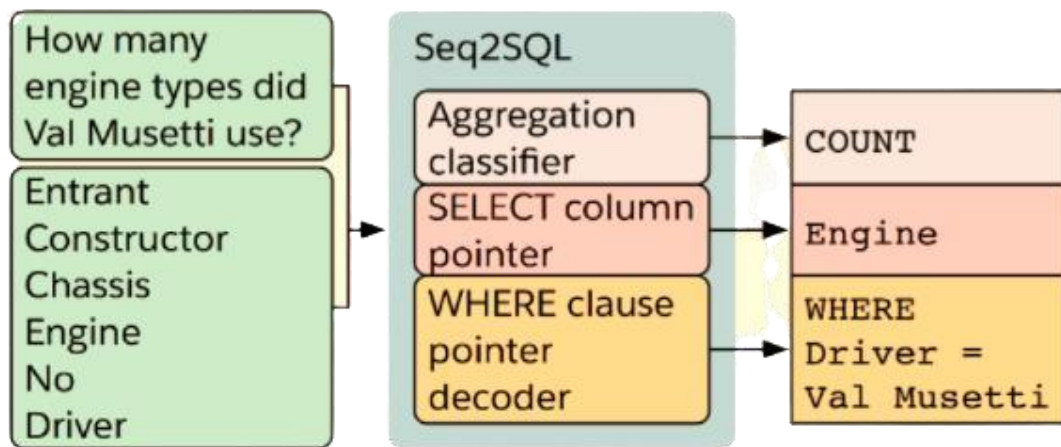 How many
engine types did
Val Musetti use?
Entrant
Constructor
Chassis
Engine
No
Driver
Seq2SQL
Aggregation
classifier
SELECT column
pointer
WHERE clause
pointer
decoder
COUNT
Engine
WHERE
Driver =
Val Musetti